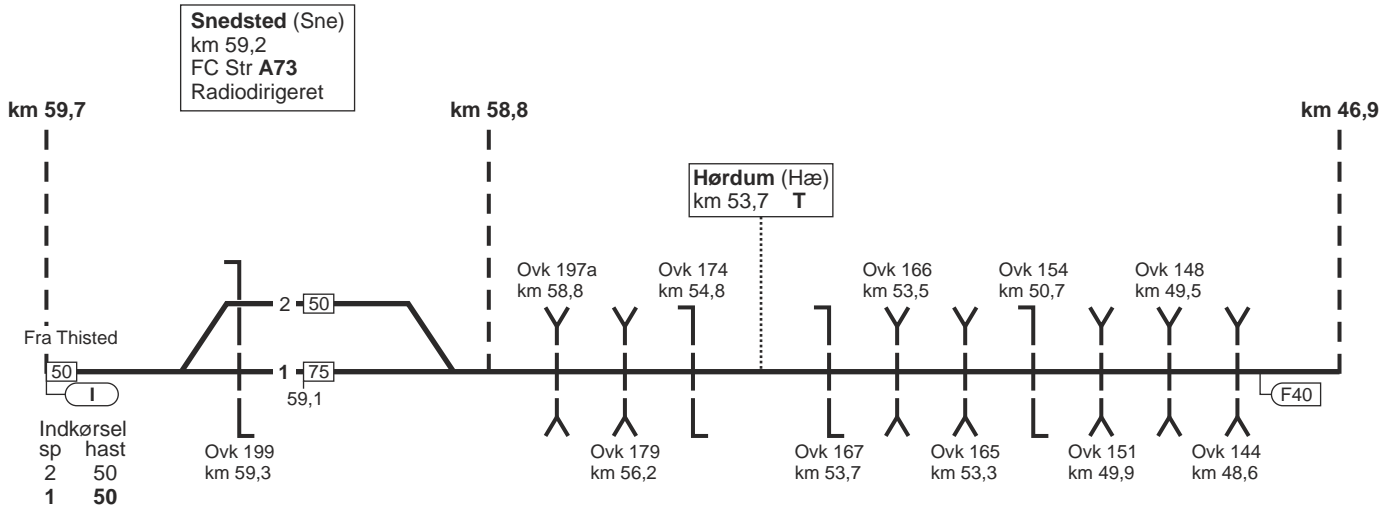 Snedsted (Sne)
km 59,2
FC Str A73
Radiodirigeret
km 59,7
km 58,8
km 46,9
Hørdum (Hæ)
km 53,7 T
Ovk 197a
km 58,8
Ovk 174
km 54,8
Ovk 166
km 53,5
Ovk 154
km 50,7
Ovk 148
km 49,5
2 50
Fra Thisted
50
1 75
I
59,1
F40
Indkørsel
sp hast
2 50
1 50
Ovk 199
km 59,3
Ovk 179
km 56,2
Ovk 167
km 53,7
Ovk 165
km 53,3
Ovk 151
km 49,9
Ovk 144
km 48,6